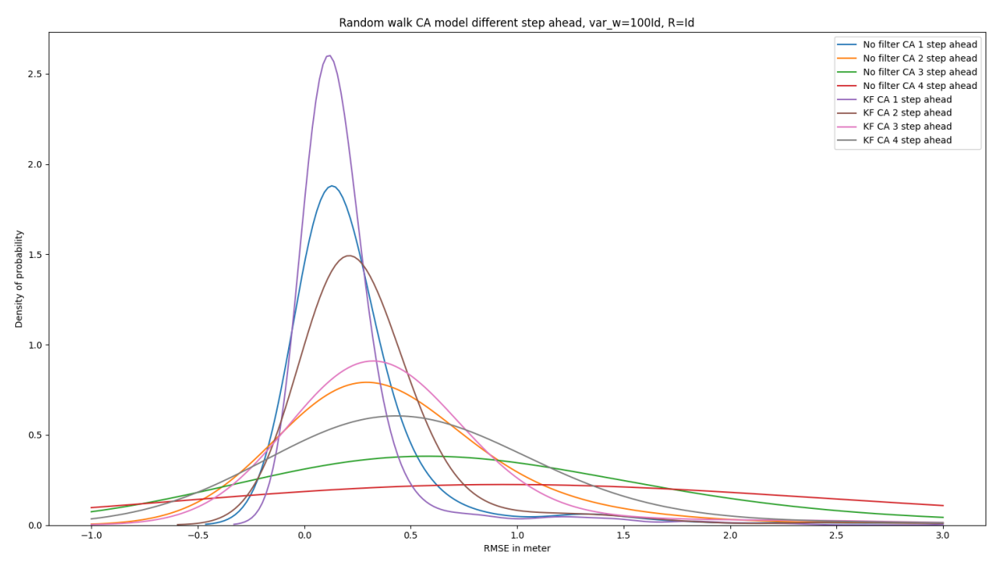 Random walk CA model different step ahead, var_w=100Id, R=Id
No filter CA 1 step ahead
No filter CA 2 step ahead
No filter CA 3 step ahead
No filter CA 4 step ahead
KF CA 1 step ahead
KF CA 2 step ahead
KF CA 3 step ahead
KF CA 4 step ahead
Density of probability
2.5
2.0
1.5
1.0
0.5
0.0
−1.0 −0.5 0.0 0.5 1.0 1.5 2.0 2.5 3.0
RMSE in meter